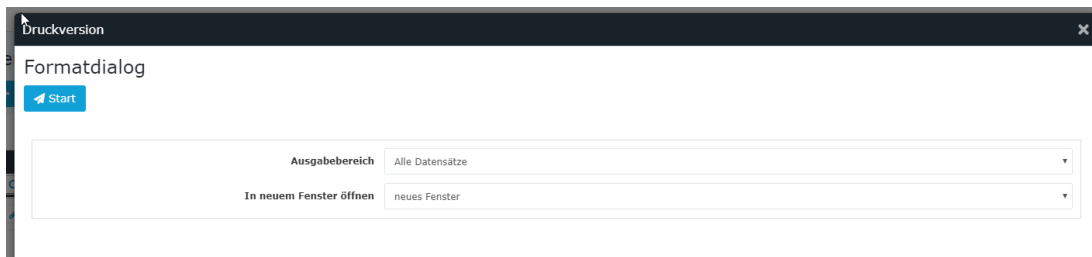 Druckversion
Formatdialog
Start
Ausgabebereich Alle Datensätze
In neuem Fenster öffnen neues Fenster